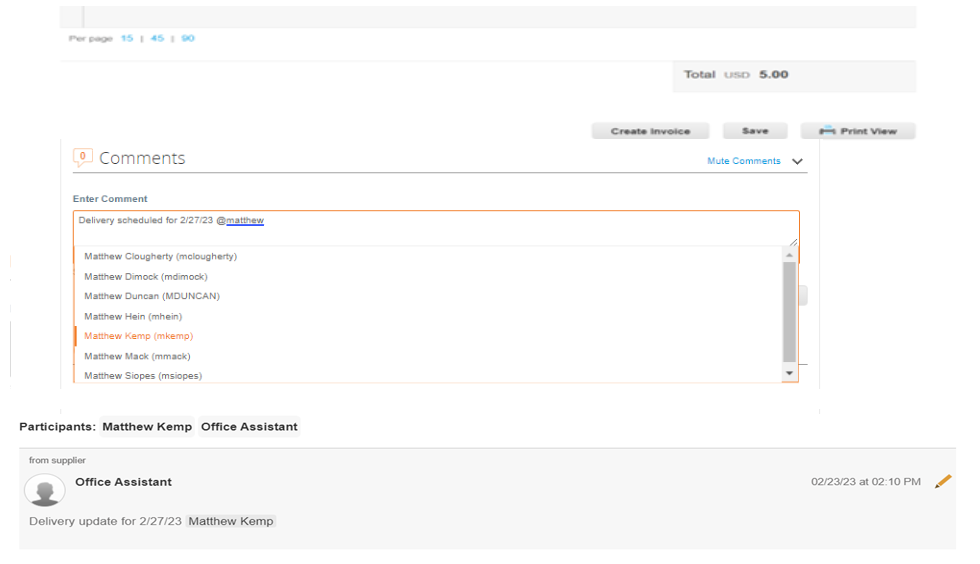 Per page 15 | 45 | 90
Total USD 5.00
Create Invoice Save Print View
0 Comments Mute Comments
Enter Comment
Delivery scheduled for 2/27/23 @matthew
Matthew Clougherty (mclougherty)
Matthew Dimock (mdimock)
Matthew Duncan (MDUNCAN)
Matthew Hein (mhein)
Matthew Kemp (mkemp)
Matthew Mack (mmack)
Matthew Siopes (msiopes)
Participants: Matthew Kemp Office Assistant
from supplier
Office Assistant 02/23/23 at 02:10 PM
Delivery update for 2/27/23 Matthew Kemp